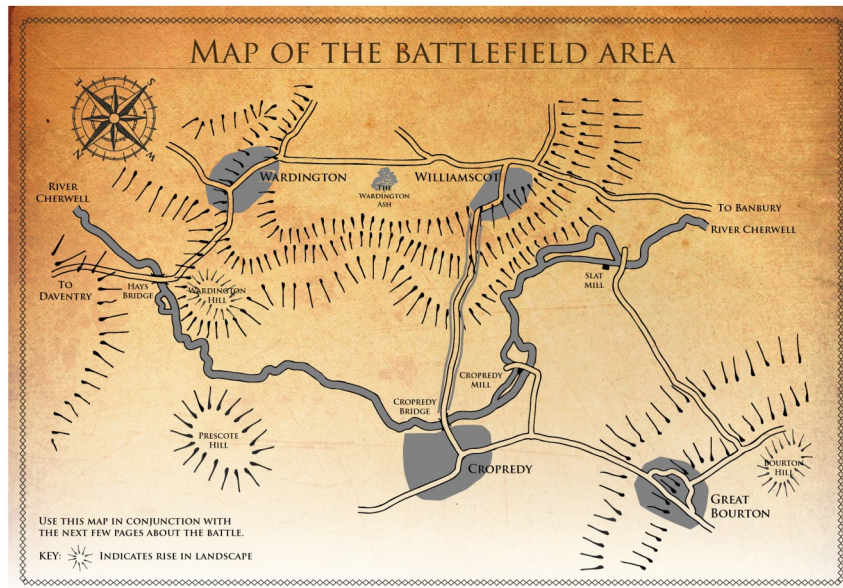 MAP OF THE BATTLEFIELD AREA
S
E
W
N
RIVER
CHERWELL
WARDINGTON
WILLIAMSCOT
THE
WARDINGTON
ASH
TO BANBURY
RIVER CHERWELL
TO
DAVENTRY
HAYS
BRIDGE
WARDINGTON
HILL
SLAT
MILL
CROPREDY
MILL
CROPREDY
BRIDGE
PRESCOTE
HILL
CROPREDY
BOURTON
HILL
GREAT
BOURTON
USE THIS MAP IN CONJUNCTION WITH
THE NEXT FEW PAGES ABOUT THE BATTLE.
KEY: INDICATES RISE IN LANDSCAPE